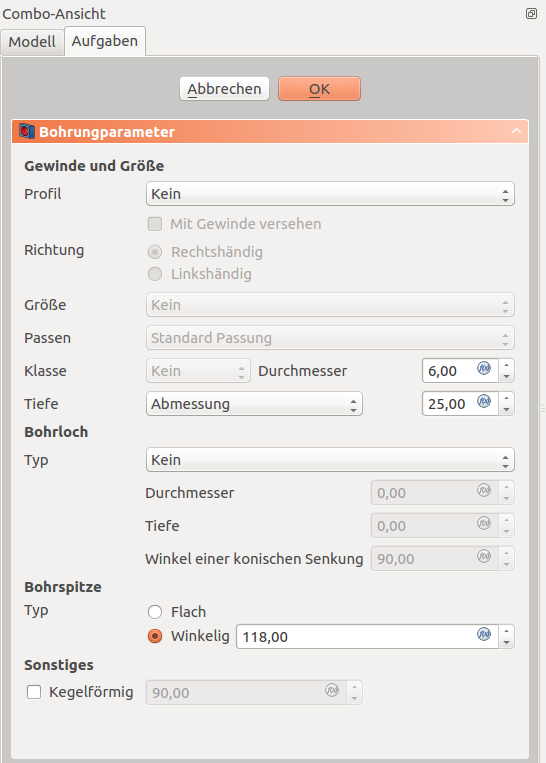 Combo-Ansicht
Modell Aufgaben
Abbrechen OK
Bohrungparameter
Gewinde und Größe
Profil Kein
Mit Gewinde versehen
Richtung Rechtshändig
Linkshändig
Größe Kein
Passen Standard Passung
Klasse Kein Durchmesser 6,00 f(x)
Tiefe Abmessung 25,00 f(x)
Bohrloch
Typ Kein
Durchmesser 0,00 f(x)
Tiefe 0,00 f(x)
Winkel einer konischen Senkung 90,00 f(x)
Bohrspitze
Typ Flach
Winkelig 118,00 f(x)
Sonstiges
Kegelförmig 90,00 f(x)